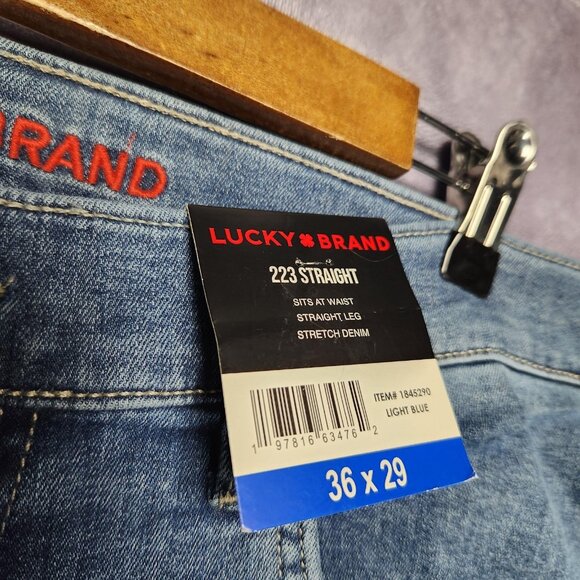 BRAND
LUCKY BRAND
223 STRAIGHT
SITS AT WAIST
STRAIGHT LEG
STRETCH DENIM
ITEM# 1845290
LIGHT BLUE
1 97816 63476 2
36 x 29